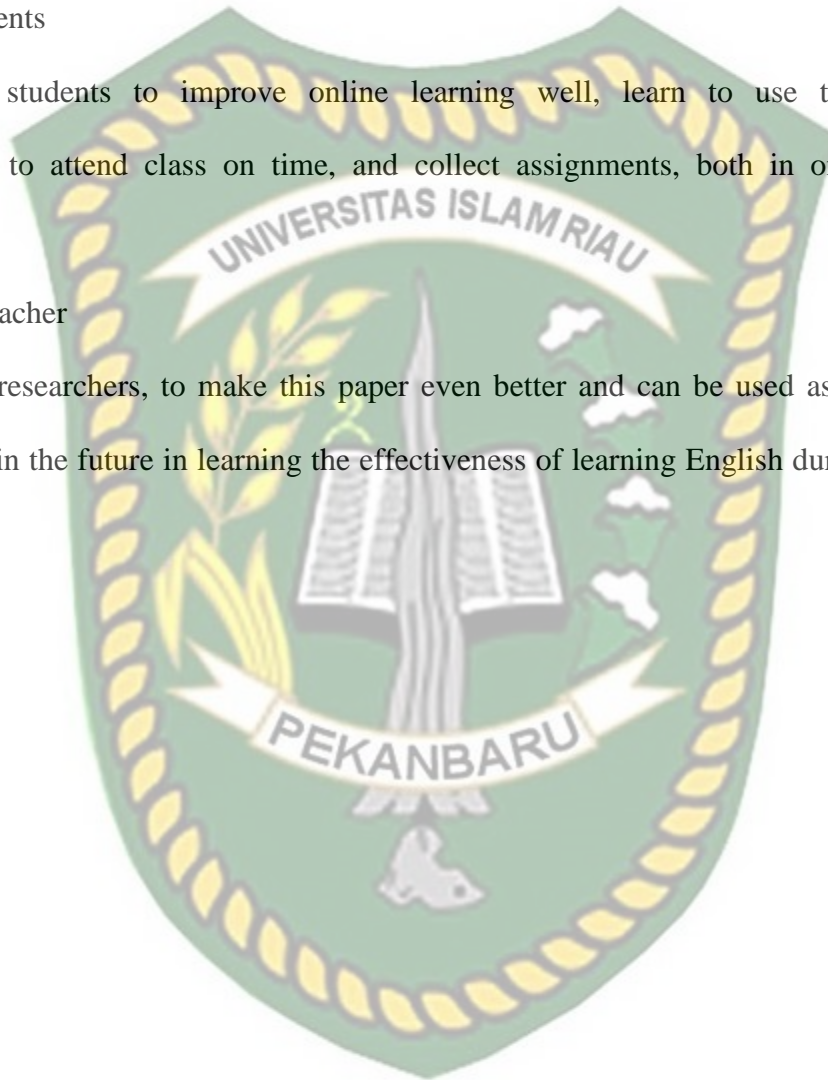 ents
students to improve online learning well, learn to use t
to attend class on time, and collect assignments, both in o
UNIVERSITAS ISLAM RIAU
acher
researchers, to make this paper even better and can be used as
in the future in learning the effectiveness of learning English dur
PEKANBARU